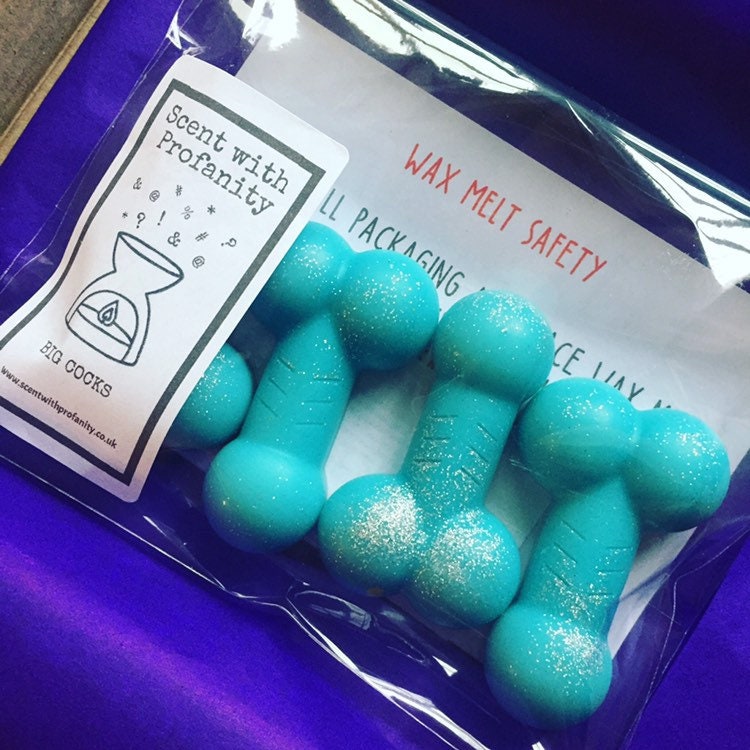 Scent with
Profanity
& @ % *
* ? ! # ?
& @
BIG COCKS
www.scentwithprofanity.co.uk
WAX MELT SAFETY
PACKAGING